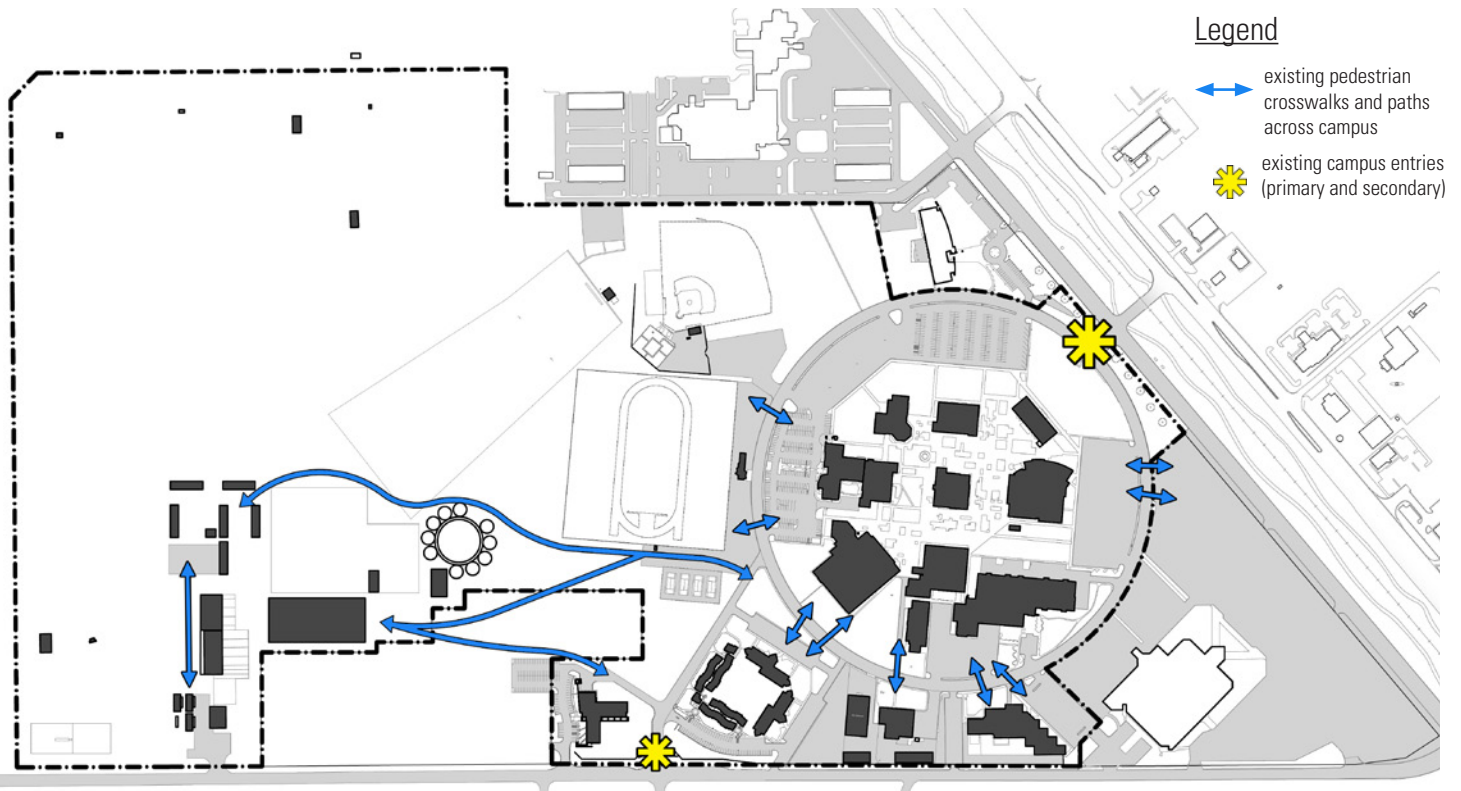 Legend
existing pedestrian
crosswalks and paths
across campus
existing campus entries
(primary and secondary)